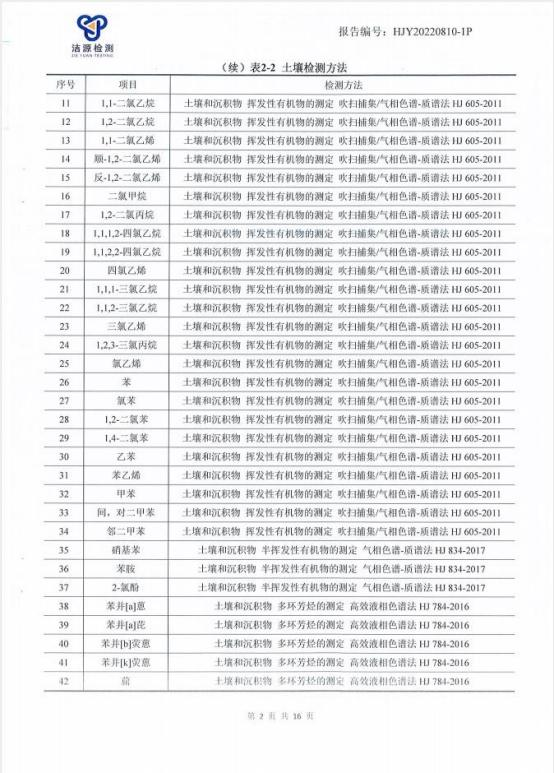 洁源检测
JIE YUAN TESTING
报告编号：HJY20220810-1P
（续）表2-2 土壤检测方法
序号 项目 检测方法
11 1,1-二氯乙烷 土壤和沉积物 挥发性有机物的测定 吹扫捕集/气相色谱-质谱法 HJ 605-2011
12 1,2-二氯乙烷 土壤和沉积物 挥发性有机物的测定 吹扫捕集/气相色谱-质谱法 HJ 605-2011
13 1,1-二氯乙烯 土壤和沉积物 挥发性有机物的测定 吹扫捕集/气相色谱-质谱法 HJ 605-2011
14 顺-1,2-二氯乙烯 土壤和沉积物 挥发性有机物的测定 吹扫捕集/气相色谱-质谱法 HJ 605-2011
15 反-1,2-二氯乙烯 土壤和沉积物 挥发性有机物的测定 吹扫捕集/气相色谱-质谱法 HJ 605-2011
16 二氯甲烷 土壤和沉积物 挥发性有机物的测定 吹扫捕集/气相色谱-质谱法 HJ 605-2011
17 1,2-二氯丙烷 土壤和沉积物 挥发性有机物的测定 吹扫捕集/气相色谱-质谱法 HJ 605-2011
18 1,1,1,2-四氯乙烷 土壤和沉积物 挥发性有机物的测定 吹扫捕集/气相色谱-质谱法 HJ 605-2011
19 1,1,2,2-四氯乙烷 土壤和沉积物 挥发性有机物的测定 吹扫捕集/气相色谱-质谱法 HJ 605-2011
20 四氯乙烯 土壤和沉积物 挥发性有机物的测定 吹扫捕集/气相色谱-质谱法 HJ 605-2011
21 1,1,1-三氯乙烷 土壤和沉积物 挥发性有机物的测定 吹扫捕集/气相色谱-质谱法 HJ 605-2011
22 1,1,2-三氯乙烷 土壤和沉积物 挥发性有机物的测定 吹扫捕集/气相色谱-质谱法 HJ 605-2011
23 三氯乙烯 土壤和沉积物 挥发性有机物的测定 吹扫捕集/气相色谱-质谱法 HJ 605-2011
24 1,2,3-三氯丙烷 土壤和沉积物 挥发性有机物的测定 吹扫捕集/气相色谱-质谱法 HJ 605-2011
25 氯乙烯 土壤和沉积物 挥发性有机物的测定 吹扫捕集/气相色谱-质谱法 HJ 605-2011
26 苯 土壤和沉积物 挥发性有机物的测定 吹扫捕集/气相色谱-质谱法 HJ 605-2011
27 氯苯 土壤和沉积物 挥发性有机物的测定 吹扫捕集/气相色谱-质谱法 HJ 605-2011
28 1,2-二氯苯 土壤和沉积物 挥发性有机物的测定 吹扫捕集/气相色谱-质谱法 HJ 605-2011
29 1,4-二氯苯 土壤和沉积物 挥发性有机物的测定 吹扫捕集/气相色谱-质谱法 HJ 605-2011
30 乙苯 土壤和沉积物 挥发性有机物的测定 吹扫捕集/气相色谱-质谱法 HJ 605-2011
31 苯乙烯 土壤和沉积物 挥发性有机物的测定 吹扫捕集/气相色谱-质谱法 HJ 605-2011
32 甲苯 土壤和沉积物 挥发性有机物的测定 吹扫捕集/气相色谱-质谱法 HJ 605-2011
33 间，对二甲苯 土壤和沉积物 挥发性有机物的测定 吹扫捕集/气相色谱-质谱法 HJ 605-2011
34 邻二甲苯 土壤和沉积物 挥发性有机物的测定 吹扫捕集/气相色谱-质谱法 HJ 605-2011
35 硝基苯 土壤和沉积物 半挥发性有机物的测定 气相色谱-质谱法 HJ 834-2017
36 苯胺 土壤和沉积物 半挥发性有机物的测定 气相色谱-质谱法 HJ 834-2017
37 2-氯酚 土壤和沉积物 半挥发性有机物的测定 气相色谱-质谱法 HJ 834-2017
38 苯并[a]蒽 土壤和沉积物 多环芳烃的测定 高效液相色谱法 HJ 784-2016
39 苯并[a]芘 土壤和沉积物 多环芳烃的测定 高效液相色谱法 HJ 784-2016
40 苯并[b]荧蒽 土壤和沉积物 多环芳烃的测定 高效液相色谱法 HJ 784-2016
41 苯并[k]荧蒽 土壤和沉积物 多环芳烃的测定 高效液相色谱法 HJ 784-2016
42 䓛 土壤和沉积物 多环芳烃的测定 高效液相色谱法 HJ 784-2016
第 2 页 共 16 页